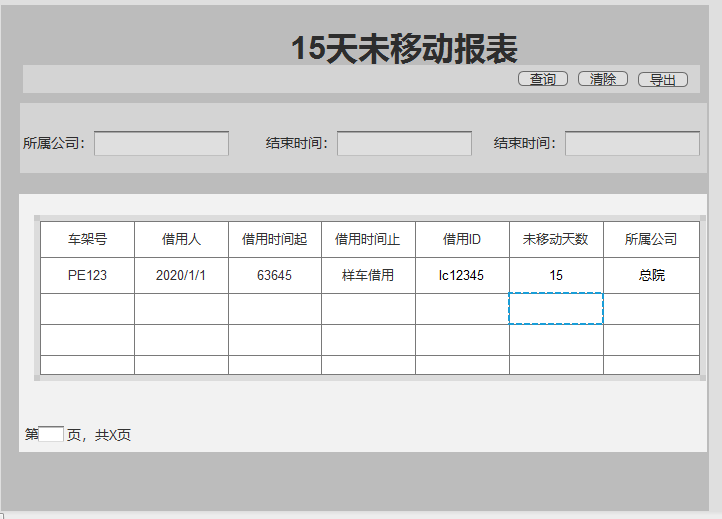 15天未移动报表
查询 清除 导出
所属公司： 结束时间： 结束时间：
车架号 借用人 借用时间起 借用时间止 借用ID 未移动天数 所属公司
PE123 2020/1/1 63645 样车借用 lc12345 15 总院
第 页，共X页